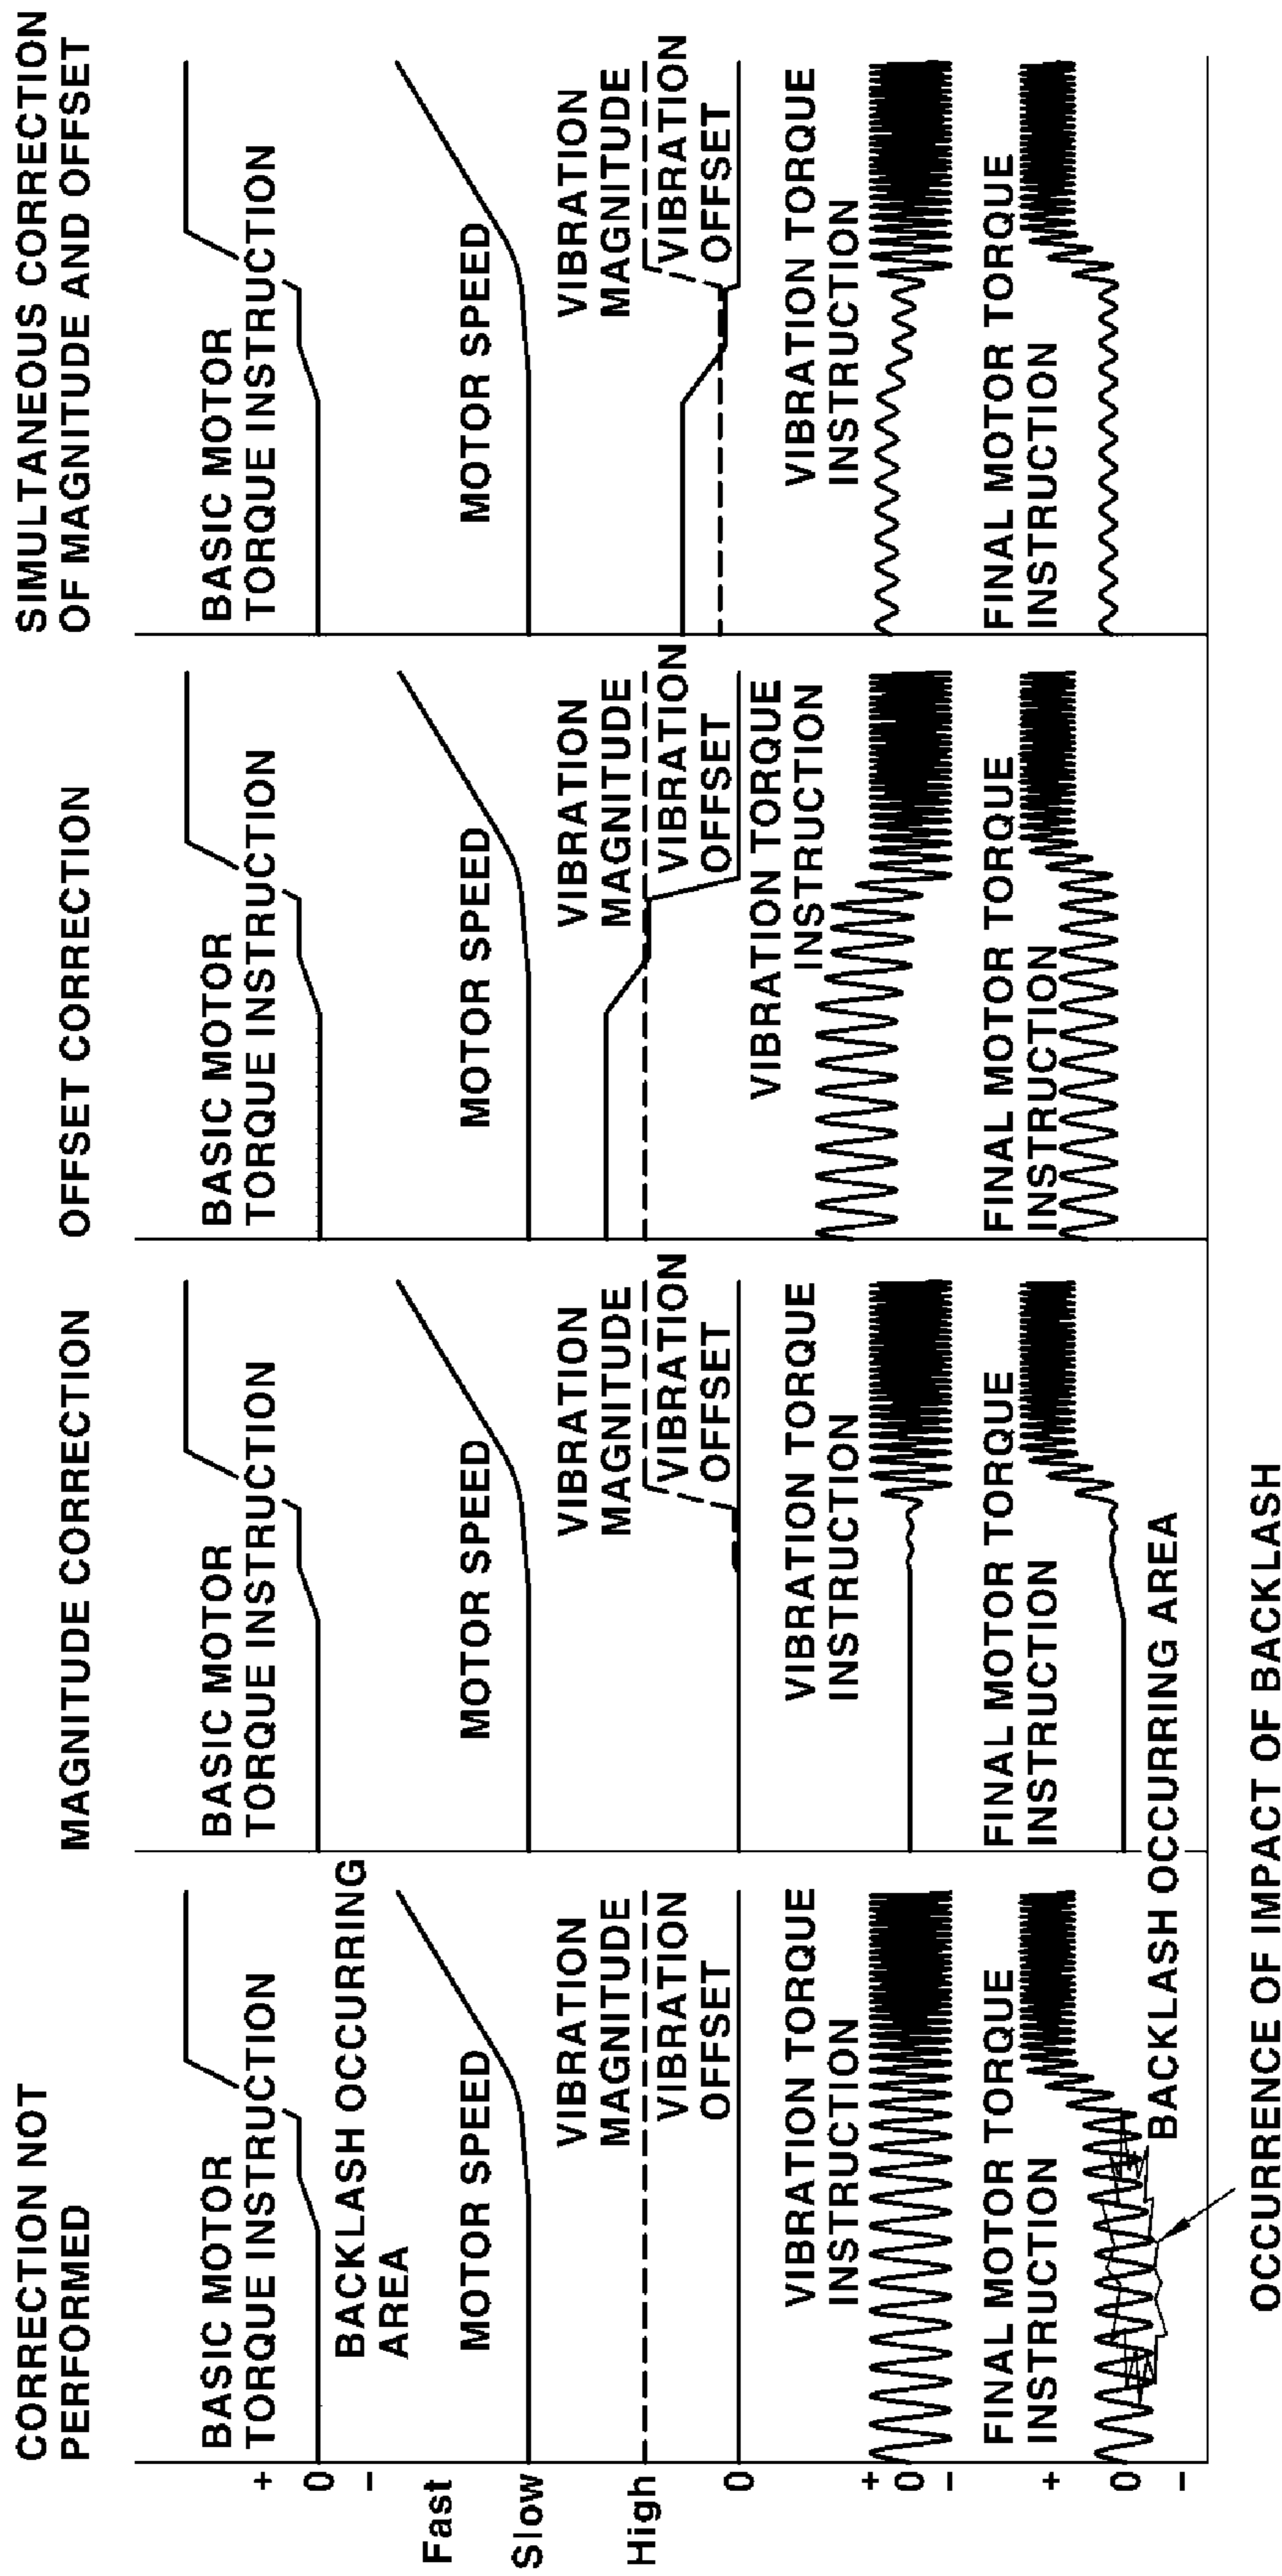 CORRECTION NOT
PERFORMED
MAGNITUDE CORRECTION
OFFSET CORRECTION
SIMULTANEOUS CORRECTION
OF MAGNITUDE AND OFFSET
+
0
-
BASIC MOTOR
TORQUE INSTRUCTION
BASIC MOTOR
TORQUE INSTRUCTION
BASIC MOTOR
TORQUE INSTRUCTION
BASIC MOTOR
TORQUE INSTRUCTION
BACKLASH OCCURRING
AREA
Fast
Slow
MOTOR SPEED
MOTOR SPEED
MOTOR SPEED
MOTOR SPEED
High
0
VIBRATION
MAGNITUDE
VIBRATION
OFFSET
VIBRATION
MAGNITUDE
VIBRATION
OFFSET
VIBRATION
MAGNITUDE
VIBRATION
OFFSET
VIBRATION
MAGNITUDE
VIBRATION
OFFSET
+
0
-
VIBRATION TORQUE
INSTRUCTION
VIBRATION TORQUE
INSTRUCTION
VIBRATION TORQUE
INSTRUCTION
VIBRATION TORQUE
INSTRUCTION
+
0
-
FINAL MOTOR TORQUE
INSTRUCTION
FINAL MOTOR TORQUE
INSTRUCTION
FINAL MOTOR TORQUE
INSTRUCTION
FINAL MOTOR TORQUE
INSTRUCTION
BACKLASH OCCURRING AREA
OCCURRENCE OF IMPACT OF BACKLASH